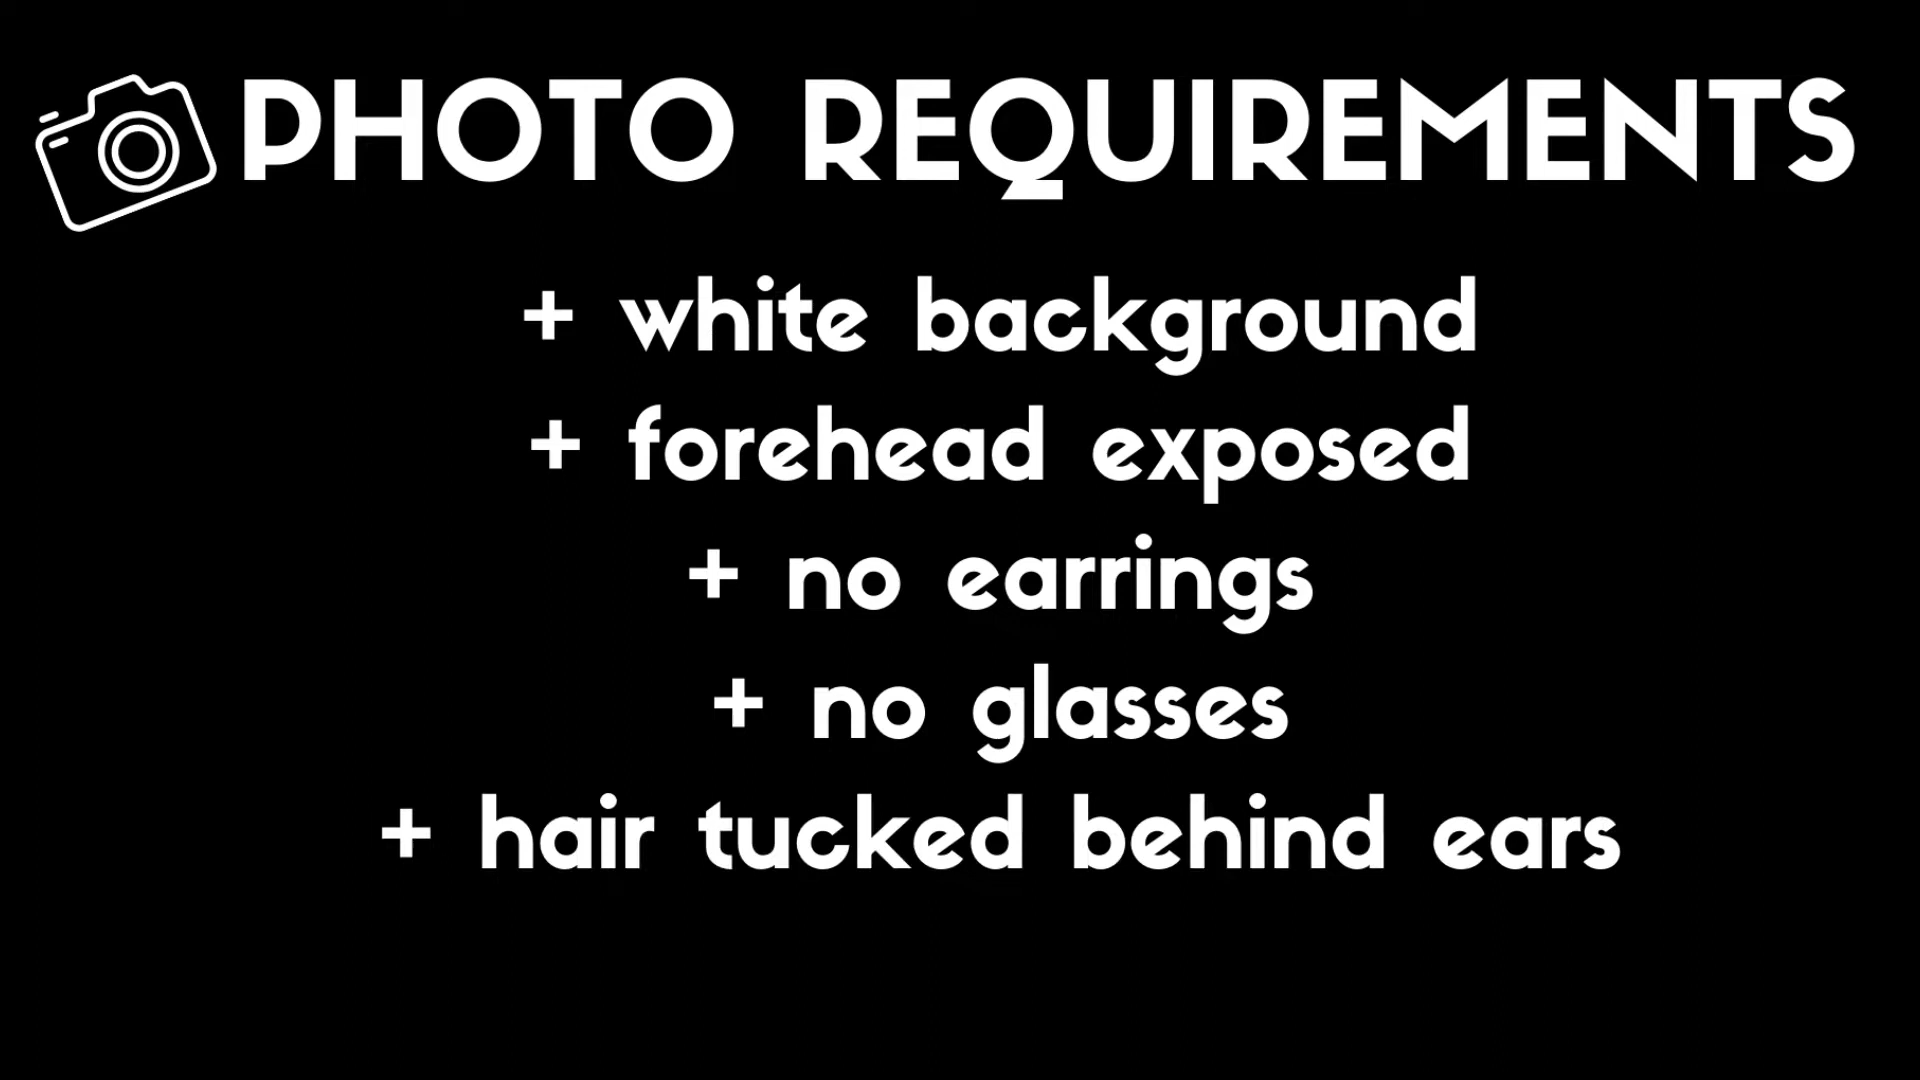 PHOTO REQUIREMENTS
+ white background
+ forehead exposed
+ no earrings
+ no glasses
+ hair tucked behind ears